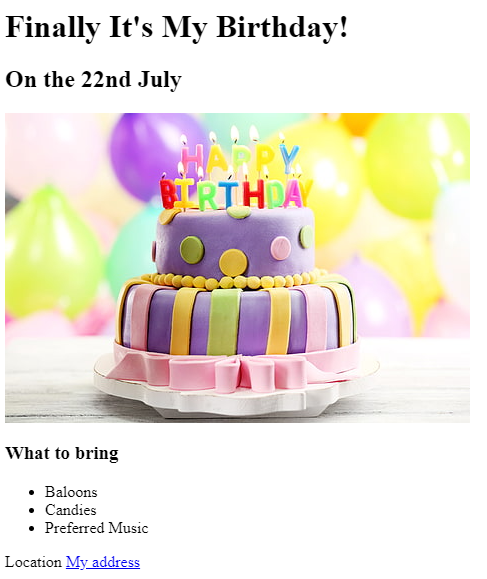 Finally It's My Birthday!
On the 22nd July
HAPPY
BIRTHDAY
What to bring
Baloons
Candies
Preferred Music
Location My address